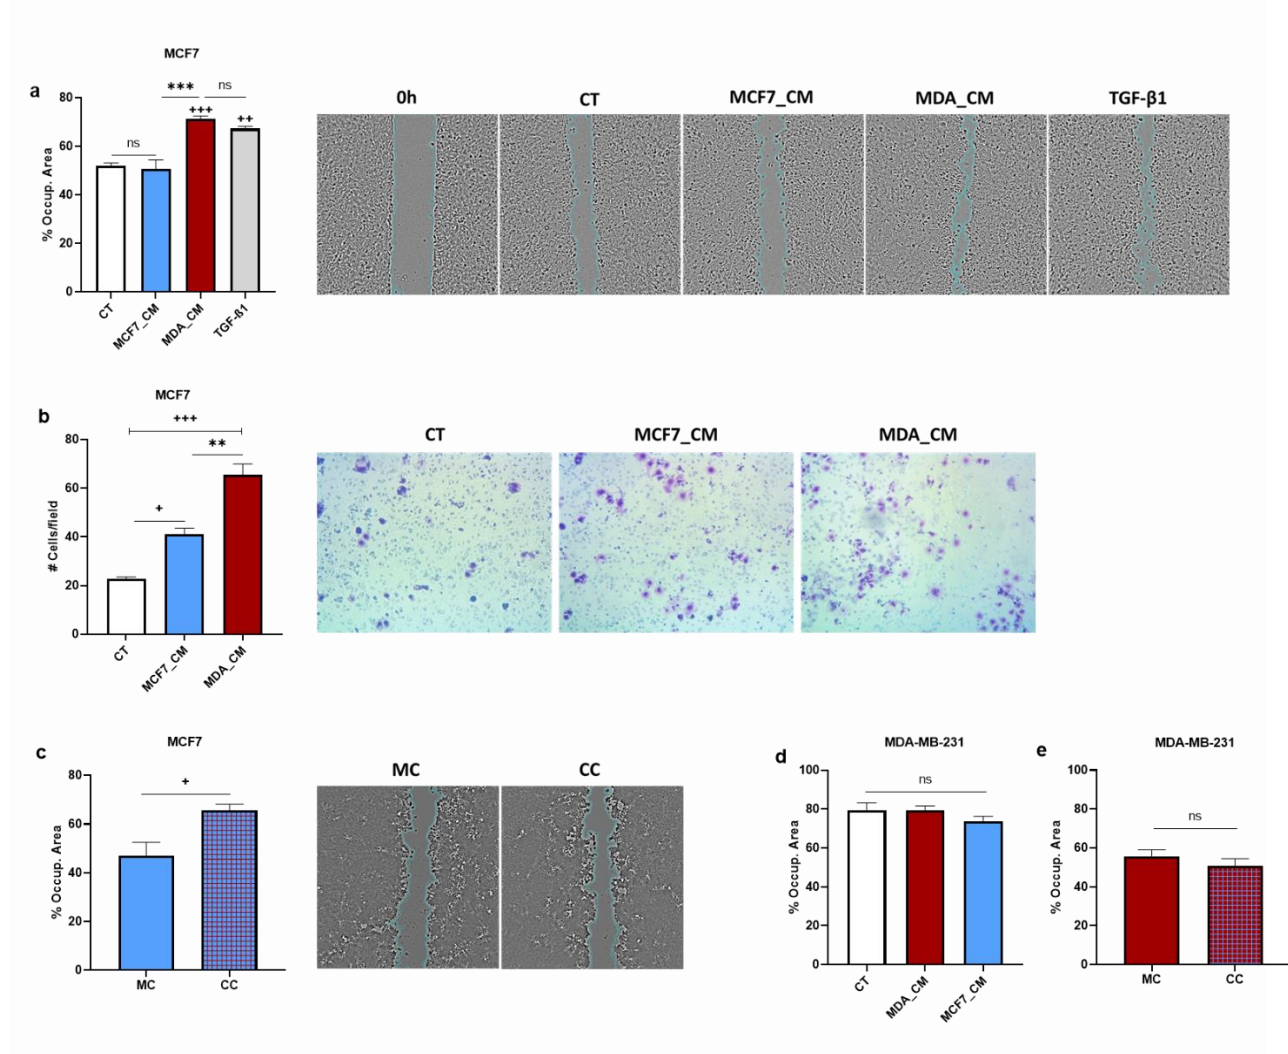 MCF7
a
*** ns
+++
++
ns
80
60
40
20
0
% Occup. Area
CT
MCF7_CM
MDA_CM
TGF-ß1
0h CT MCF7_CM MDA_CM TGF-β1
MCF7
b
+++
**
+
80
60
40
20
0
# Cells/field
CT
MCF7_CM
MDA_CM
CT MCF7_CM MDA_CM
MCF7
c
+
80
60
40
20
0
% Occup. Area
MC CC
MC CC
MDA-MB-231
d
ns
100
80
60
40
20
0
% Occup. Area
CT
MDA_CM
MCF7_CM
MDA-MB-231
e
ns
100
80
60
40
20
0
% Occup. Area
MC CC